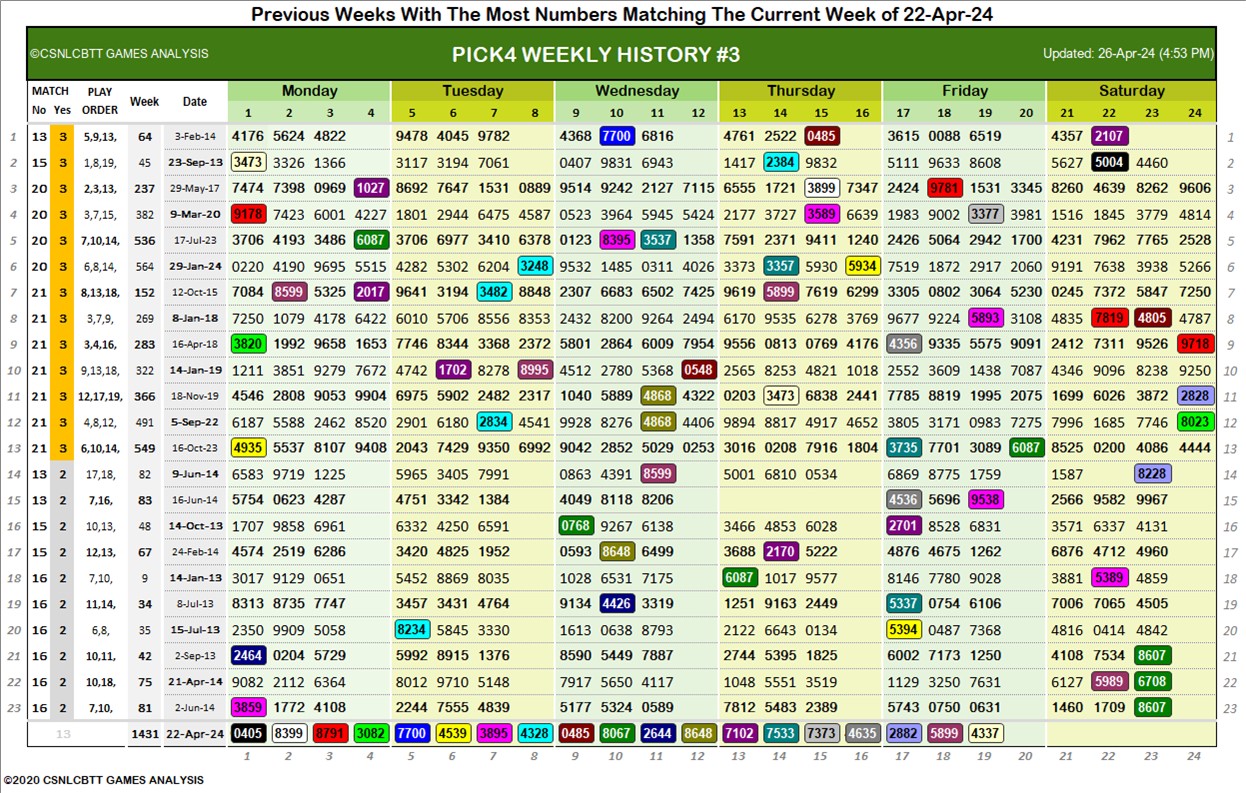 Previous Weeks With The Most Numbers Matching The Current Week of 22-Apr-24
©CSNLCBTT GAMES ANALYSIS PICK4 WEEKLY HISTORY #3 Updated: 26-Apr-24 (4:53 PM)
MATCH PLAY Week Date Monday Tuesday Wednesday Thursday Friday Saturday
No Yes ORDER 1 2 3 4 5 6 7 8 9 10 11 12 13 14 15 16 17 18 19 20 21 22 23 24
1 13 3 5,9,13, 64 3-Feb-14 4176 5624 4822 9478 4045 9782 4368 7700 6816 4761 2522 0485 3615 0088 6519 4357 2107 1
2 15 3 1,8,19, 45 23-Sep-13 3473 3326 1366 3117 3194 7061 0407 9831 6943 1417 2384 9832 5111 9633 8608 5627 5004 4460 2
3 20 3 2,3,13, 237 29-May-17 7474 7398 0969 1027 8692 7647 1531 0889 9514 9242 2127 7115 6555 1721 3899 7347 2424 9781 1531 3345 8260 4639 8262 9606 3
4 20 3 3,7,15, 382 9-Mar-20 9178 7423 6001 4227 1801 2944 6475 4587 0523 3964 5945 5424 2177 3727 3589 6639 1983 9002 3377 3981 1516 1845 3779 4814 4
5 20 3 7,10,14, 536 17-Jul-23 3706 4193 3486 6087 3706 6977 3410 6378 0123 8395 3537 1358 7591 2371 9411 1240 2426 5064 2942 1700 4231 7962 7765 2528 5
6 20 3 6,8,14, 564 29-Jan-24 0220 4190 9695 5515 4282 5302 6204 3248 9532 1485 0311 4026 3373 3357 5930 5934 7519 1872 2917 2060 9191 7638 3938 5266 6
7 21 3 8,13,18, 152 12-Oct-15 7084 8599 5325 2017 9641 3194 3482 8848 2307 6683 6502 7425 9619 5899 7619 6299 3305 0802 3064 5230 0245 7372 5847 7250 7
8 21 3 3,7,9, 269 8-Jan-18 7250 1079 4178 6422 6010 5706 8556 8353 2432 8200 9264 2494 6170 9535 6278 3769 9677 9224 5893 3108 4835 7819 4805 4787 8
9 21 3 3,4,16, 283 16-Apr-18 3820 1992 9658 1653 7746 8344 3368 2372 5801 2864 6009 7954 9556 0813 0769 4176 4356 9335 5575 9091 2412 7311 9526 9718 9
10 21 3 9,13,18, 322 14-Jan-19 1211 3851 9279 7672 4742 1702 8278 8995 4512 2780 5368 0548 2565 8253 4821 1018 2552 3609 1438 7087 4346 9096 8238 9250 10
11 21 3 12,17,19, 366 18-Nov-19 4546 2808 9053 9904 6975 5902 2482 2317 1040 5889 4868 4322 0203 3473 6838 2441 7785 8819 1995 2075 1699 6026 3872 2828 11
12 21 3 4,8,12, 491 5-Sep-22 6187 5588 3462 8520 2901 6180 2834 4541 9928 8276 4868 4406 9894 3217 4917 4652 3805 3171 0983 7275 7996 1685 7746 8023 12
13 21 3 6,10,14, 549 16-Oct-23 4935 5537 8107 9408 2043 7429 5350 6992 9042 4852 5029 0253 3016 0208 7916 1804 3735 7701 3089 6087 8525 0200 4086 4444 13
14 13 2 17,18, 82 9-Jun-14 6583 9719 1225 5965 3405 7991 0863 4391 8599 5001 6810 0534 6869 8775 1759 1587 8228 14
15 13 2 7,16, 83 16-Jun-14 5754 0623 4287 4751 3342 1384 4049 8118 8206 4536 5696 9538 2566 9582 9967 15
16 15 2 10,13, 48 14-Oct-13 1707 9858 6961 6332 4250 6591 0768 9267 6138 3466 4853 6028 2701 8528 6831 3571 6337 4131 16
17 15 2 12,13, 67 24-Feb-14 4574 2519 6286 3420 4825 1952 0593 8648 6499 3688 2170 5222 4876 4675 1262 6876 4712 4960 17
18 16 2 7,10, 9 14-Jan-13 3017 9129 0651 5452 8869 8035 1028 6531 7175 6087 1017 9577 8146 7780 9028 3881 5389 4859 18
19 16 2 11,14, 34 8-Jul-13 8313 8735 7747 3457 3431 4764 9134 4426 3319 1251 9163 2449 5337 0754 6106 7006 7065 4505 19
20 16 2 6,8, 35 15-Jul-13 2350 9909 5058 8234 5845 3330 1613 0638 8793 2122 6643 0134 5394 0487 7368 4816 0414 4842 20
21 16 2 10,11, 42 2-Sep-13 2464 0204 5729 5992 8915 1376 8590 5449 7887 2744 5395 1825 6002 7173 1250 4108 7534 8607 21
22 16 2 10,18, 75 21-Apr-14 9082 2112 6364 8012 9710 5148 7917 5650 4117 1048 5551 3519 1129 3250 7631 6127 5989 6708 22
23 16 2 7,10, 81 2-Jun-14 3859 1772 4108 2244 7555 4839 5177 5324 0589 7812 5483 2389 5743 0750 0631 1460 1709 8607 23
13 1431 22-Apr-24 0405 8399 8791 3082 7700 4539 3895 4328 0485 8067 2644 8648 7102 7533 7373 4635 2882 5899 4337
1 2 3 4 5 6 7 8 9 10 11 12 13 14 15 16 17 18 19 20 21 22 23 24
©2020 CSNLCBTT GAMES ANALYSIS